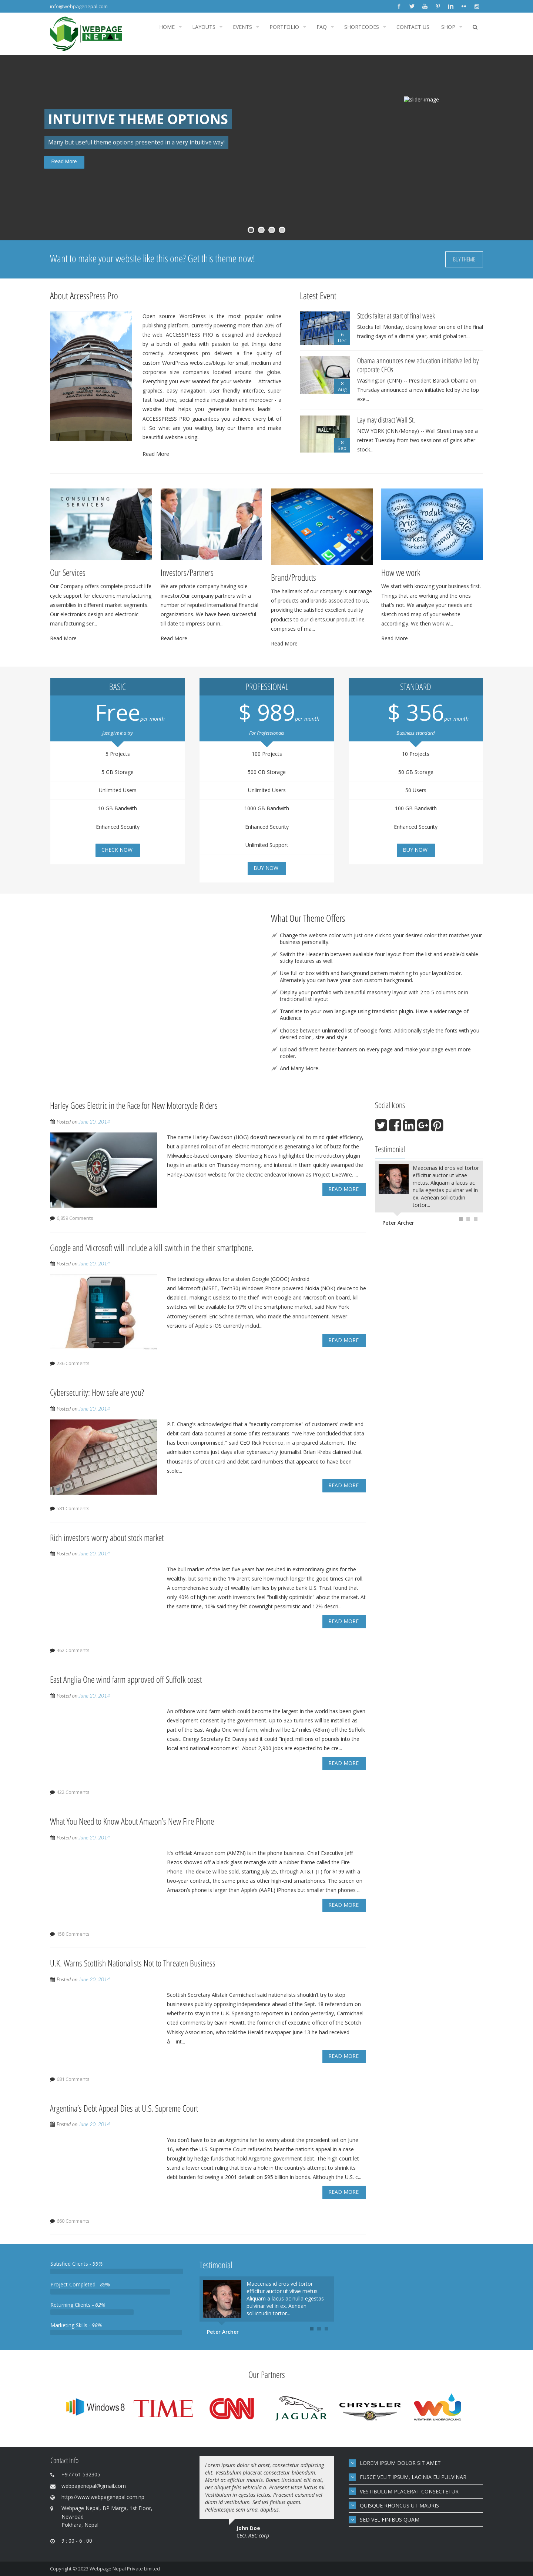 info@webpagenepal.com
WEBPAGE
NEPAL
HOME
LAYOUTS
EVENTS
PORTFOLIO
FAQ
SHORTCODES
CONTACT US
SHOP
slider-image
INTUITIVE THEME OPTIONS
Many but useful theme options presented in a very intuitive way!
Read More
Want to make your website like this one? Get this theme now!
BUY THEME
About AccessPress Pro
Open source WordPress is the most popular online
publishing platform, currently powering more than 20% of
the web. ACCESSPRESS PRO is designed and developed
by a bunch of geeks with passion to get things done
correctly. Accesspress pro delivers a fine quality of
custom WordPress websites/blogs for small, medium and
corporate size companies located around the globe.
Everything you ever wanted for your website - Attractive
graphics, easy navigation, user friendly interface, super
fast load time, social media integration and moreover - a
website that helps you generate business leads! -
ACCESSPRESS PRO guarantees you achieve every bit of
it. So what are you waiting, buy our theme and make
beautiful website using...
Read More
Latest Event
FINANCE
6
Dec
Stocks falter at start of final week
Stocks fell Monday, closing lower on one of the final
trading days of a dismal year, amid global ten...
8
Aug
Obama announces new education initiative led by
corporate CEOs
Washington (CNN) -- President Barack Obama on
Thursday announced a new initiative led by the top
exe...
WALL ST
8
Sep
Lay may distract Wall St.
NEW YORK (CNN/Money) -- Wall Street may see a
retreat Tuesday from two sessions of gains after
stock...
CONSULTING
SERVICES
Our Services
Our Company offers complete product life
cycle support for electronic manufacturing
assemblies in different market segments.
Our electronics design and electronic
manufacturing ser...
Read More
Investors/Partners
We are private company having sole
investor.Our company partners with a
number of reputed international financial
organizations. We have been successful
till date to impress our in...
Read More
Brand/Products
The hallmark of our company is our range
of products and brands associated to us,
providing the satisfied excellent quality
products to our clients.Our product line
comprises of ma...
Read More
Business
Product
How we work
We start with knowing your business first.
Things that are working and the ones
that's not. We analyze your needs and
sketch road map of your website
accordingly. We then work w...
Read More
BASIC
Free per month
Just give it a try
5 Projects
5 GB Storage
Unlimited Users
10 GB Bandwith
Enhanced Security
CHECK NOW
PROFESSIONAL
$ 989 per month
For Professionals
100 Projects
500 GB Storage
Unlimited Users
1000 GB Bandwith
Enhanced Security
Unlimited Support
BUY NOW
STANDARD
$ 356 per month
Business standard
10 Projects
50 GB Storage
50 Users
100 GB Bandwith
Enhanced Security
BUY NOW
What Our Theme Offers
Change the website color with just one click to your desired color that matches your
business personality.
Switch the Header in between avaliable four layout from the list and enable/disable
sticky features as well.
Use full or box width and background pattern matching to your layout/color.
Alternately you can have your own custom background.
Display your portfolio with beautiful masonary layout with 2 to 5 columns or in
traditional list layout
Translate to your own language using translation plugin. Have a wider range of
Audience
Choose between unlimited list of Google fonts. Additionally style the fonts with you
desired color , size and style
Upload different header banners on every page and make your page even more
cooler.
And Many More..
Harley Goes Electric in the Race for New Motorcycle Riders
Posted on June 20, 2014
The name Harley-Davidson (HOG) doesn't necessarily call to mind quiet efficiency,
but a planned rollout of an electric motorcycle is generating a lot of buzz for the
Milwaukee-based company. Bloomberg News highlighted the introductory plugin
hogs in an article on Thursday morning, and interest in them quickly swamped the
Harley-Davidson website for the electric endeavor known as Project LiveWire. ...
READ MORE
6,859 Comments
Google and Microsoft will include a kill switch in the their smartphone.
Posted on June 20, 2014
The technology allows for a stolen Google (GOOG) Android
and Microsoft (MSFT, Tech30) Windows Phone-powered Nokia (NOK) device to be
disabled, making it useless to the thief With Google and Microsoft on board, kill
switches will be available for 97% of the smartphone market, said New York
Attorney General Eric Schneiderman, who made the announcement. Newer
versions of Apple's iOS currently includ...
READ MORE
236 Comments
Cybersecurity: How safe are you?
Posted on June 20, 2014
P.F. Chang's acknowledged that a "security compromise" of customers' credit and
debit card data occurred at some of its restaurants. "We have concluded that data
has been compromised," said CEO Rick Federico, in a prepared statement. The
admission comes just days after cybersecurity journalist Brian Krebs claimed that
thousands of credit card and debit card numbers that appeared to have been
stole...
READ MORE
581 Comments
Rich investors worry about stock market
Posted on June 20, 2014
The bull market of the last five years has resulted in extraordinary gains for the
wealthy, but some in the 1% aren't sure how much longer the good times can roll.
A comprehensive study of wealthy families by private bank U.S. Trust found that
only 40% of high net worth investors feel "bullishly optimistic" about the market. At
the same time, 10% said they felt downright pessimistic and 12% descri...
READ MORE
462 Comments
East Anglia One wind farm approved off Suffolk coast
Posted on June 20, 2014
An offshore wind farm which could become the largest in the world has been given
development consent by the government. Up to 325 turbines will be installed as
part of the East Anglia One wind farm, which will be 27 miles (43km) off the Suffolk
coast. Energy Secretary Ed Davey said it could "inject millions of pounds into the
local and national economies". About 2,900 jobs are expected to be cre...
READ MORE
422 Comments
What You Need to Know About Amazon's New Fire Phone
Posted on June 20, 2014
It's official: Amazon.com (AMZN) is in the phone business. Chief Executive Jeff
Bezos showed off a black glass rectangle with a rubber frame called the Fire
Phone. The device will be sold, starting July 25, through AT&T (T) for $199 with a
two-year contract, the same price as other high-end smartphones. The screen on
Amazon's phone is larger than Apple's (AAPL) iPhones but smaller than phones ...
READ MORE
158 Comments
U.K. Warns Scottish Nationalists Not to Threaten Business
Posted on June 20, 2014
Scottish Secretary Alistair Carmichael said nationalists shouldn't try to stop
businesses publicly opposing independence ahead of the Sept. 18 referendum on
whether to stay in the U.K. Speaking to reporters in London yesterday, Carmichael
cited comments by Gavin Hewitt, the former chief executive officer of the Scotch
Whisky Association, who told the Herald newspaper June 13 he had received
â int...
READ MORE
681 Comments
Argentina's Debt Appeal Dies at U.S. Supreme Court
Posted on June 20, 2014
You don't have to be an Argentina fan to worry about the precedent set on June
16, when the U.S. Supreme Court refused to hear the nation's appeal in a case
brought by hedge funds that hold Argentine government debt. The high court let
stand a lower court ruling that blew a hole in the country's attempt to shrink its
debt burden following a 2001 default on $95 billion in bonds. Although the U.S. c...
READ MORE
660 Comments
Social Icons
Testimonial
Maecenas id eros vel tortor
efficitur auctor ut vitae
metus. Aliquam a lacus ac
nulla egestas pulvinar vel in
ex. Aenean sollicitudin
tortor...
Peter Archer
Satisfied Clients - 99%
Project Completed - 89%
Returning Clients - 62%
Marketing Skills - 98%
Testimonial
Maecenas id eros vel tortor
efficitur auctor ut vitae metus.
Aliquam a lacus ac nulla egestas
pulvinar vel in ex. Aenean
sollicitudin tortor...
Peter Archer
Our Partners
Windows 8
TIME
CNN
JAGUAR
CHRYSLER
wu
WEATHER UNDERGROUND
Contact Info
+977 61 532305
webpagenepal@gmail.com
https//www.webpagenepal.com.np
Webpage Nepal, BP Marga, 1st Floor,
Newroad
Pokhara, Nepal
9 : 00 - 6 : 00
Lorem ipsum dolor sit amet, consectetur adipiscing
elit. Vestibulum placerat consectetur bibendum.
Morbi ac efficitur mauris. Donec tincidunt elit erat,
nec aliquet felis vehicula a. Praesent vitae luctus mi.
Vestibulum in egestas lectus. Praesent euismod vel
diam id vestibulum. Sed vel finibus quam.
Pellentesque sem urna, dapibus.
John Doe
CEO, ABC corp
LOREM IPSUM DOLOR SIT AMET
FUSCE VELIT IPSUM, LACINIA EU PULVINAR
VESTIBULUM PLACERAT CONSECTETUR
QUISQUE RHONCUS UT MAURIS
SED VEL FINIBUS QUAM
Copyright © 2023 Webpage Nepal Private Limited